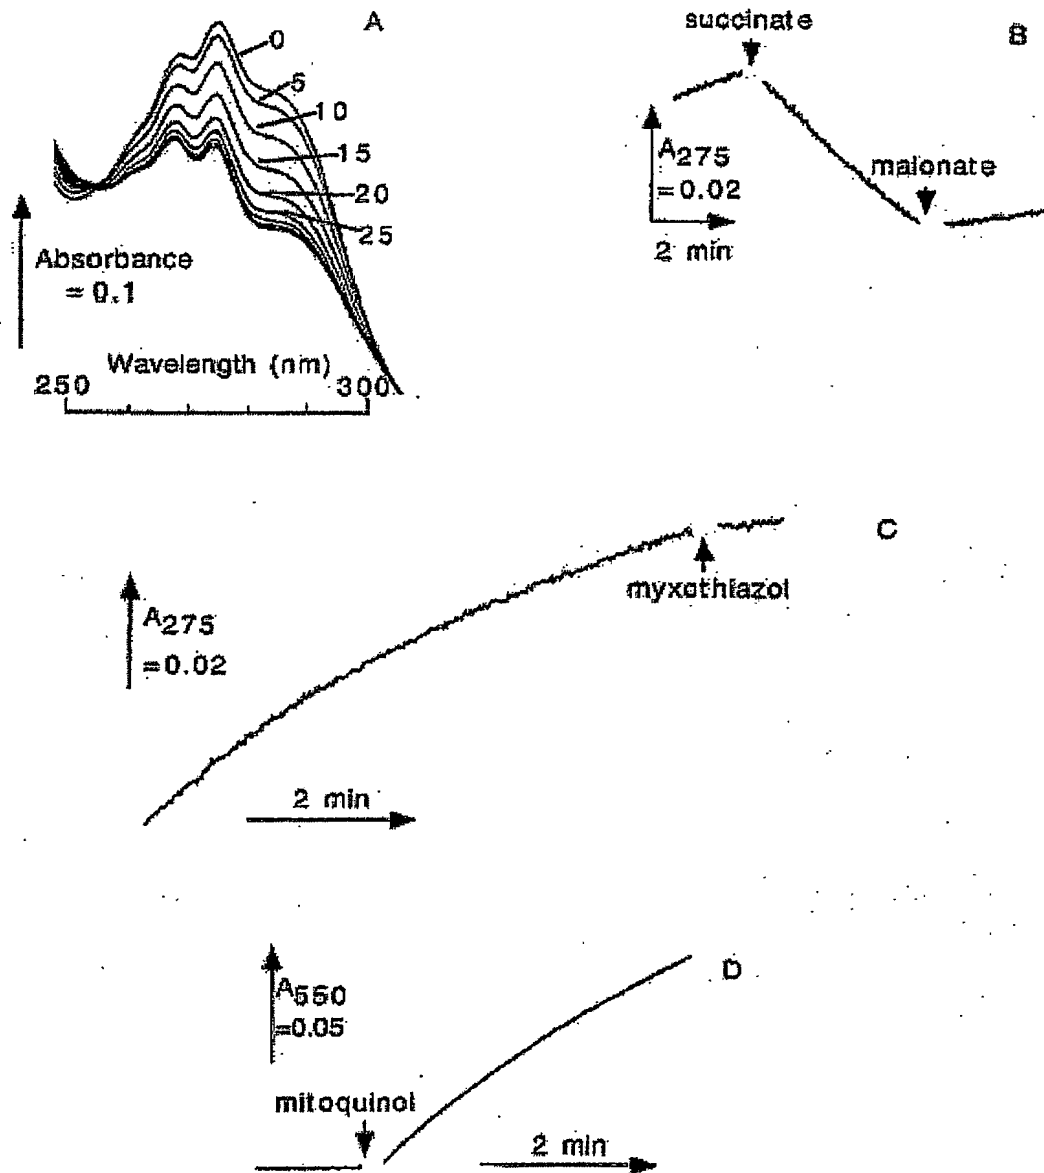 A
0
5
10
15
20
25
Absorbance
= 0.1
Wavelength (nm)
250
300
succinate
B
A275
=0.02
malonate
2 min
C
A275
=0.02
myxothiazol
2 min
D
A550
=0.05
mitoquinol
2 min